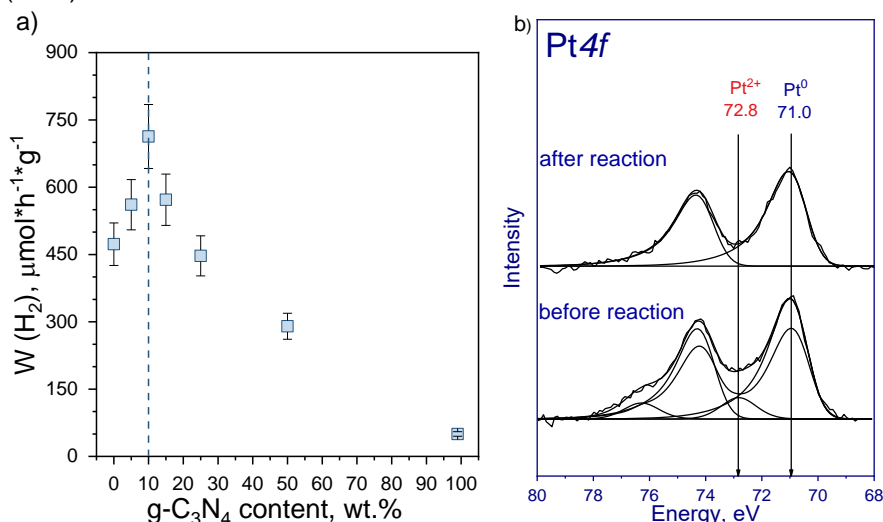 a)
W (H₂), µmol*h⁻¹*g⁻¹
900
750
600
450
300
150
0
0 10 20 30 40 50 60 70 80 90 100
g-C₃N₄ content, wt.%
b)
Pt4f
Pt²⁺ Pt⁰
72.8 71.0
after reaction
before reaction
Intensity
80 78 76 74 72 70 68
Energy, eV